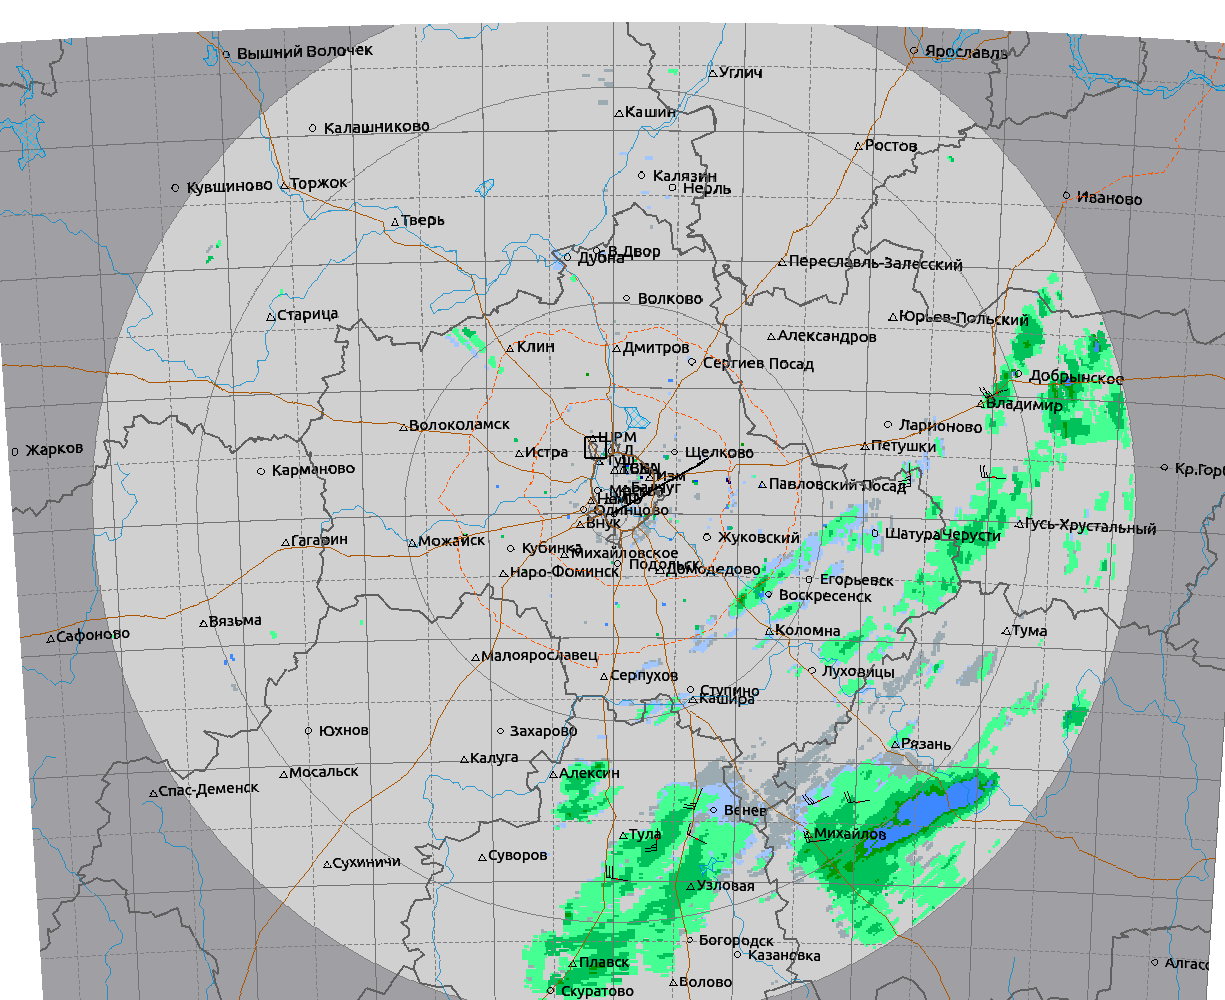 Вышний Волочек
Ярославль
Углич
Кашин
Калашниково
Ростов
Калязин
Нерль
Кувшиново
Торжок
Иваново
Тверь
В.Двор
Дубна
Переславль-Залесский
Волково
Старица
Юрьев-Польский
Александров
Клин
Дмитров
Сергиев Посад
Добрынское
Владимир
Волоколамск
Ларионово
Петушки
Жарков
Истра
Щелково
Карманово
Кр.Горб
Изм
Павловский Посад
Одинцово
Внук
Гусь-Хрустальный
Шатура
Черусти
Гагарин
Можайск
Кубинка
Михайловское
Жуковский
Подольск
Домодедово
Наро-Фоминск
Егорьевск
Воскресенск
Вязьма
Сафоново
Коломна
Тума
Малоярославец
Луховицы
Серпухов
Ступино
Кашира
Юхнов
Захарово
Рязань
Калуга
Алексин
Мосальск
Спас-Деменск
Венев
Тула
Михайлов
Суворов
Сухиничи
Узловая
Богородск
Казановка
Плавск
Алгасо
Волово
Скуратово